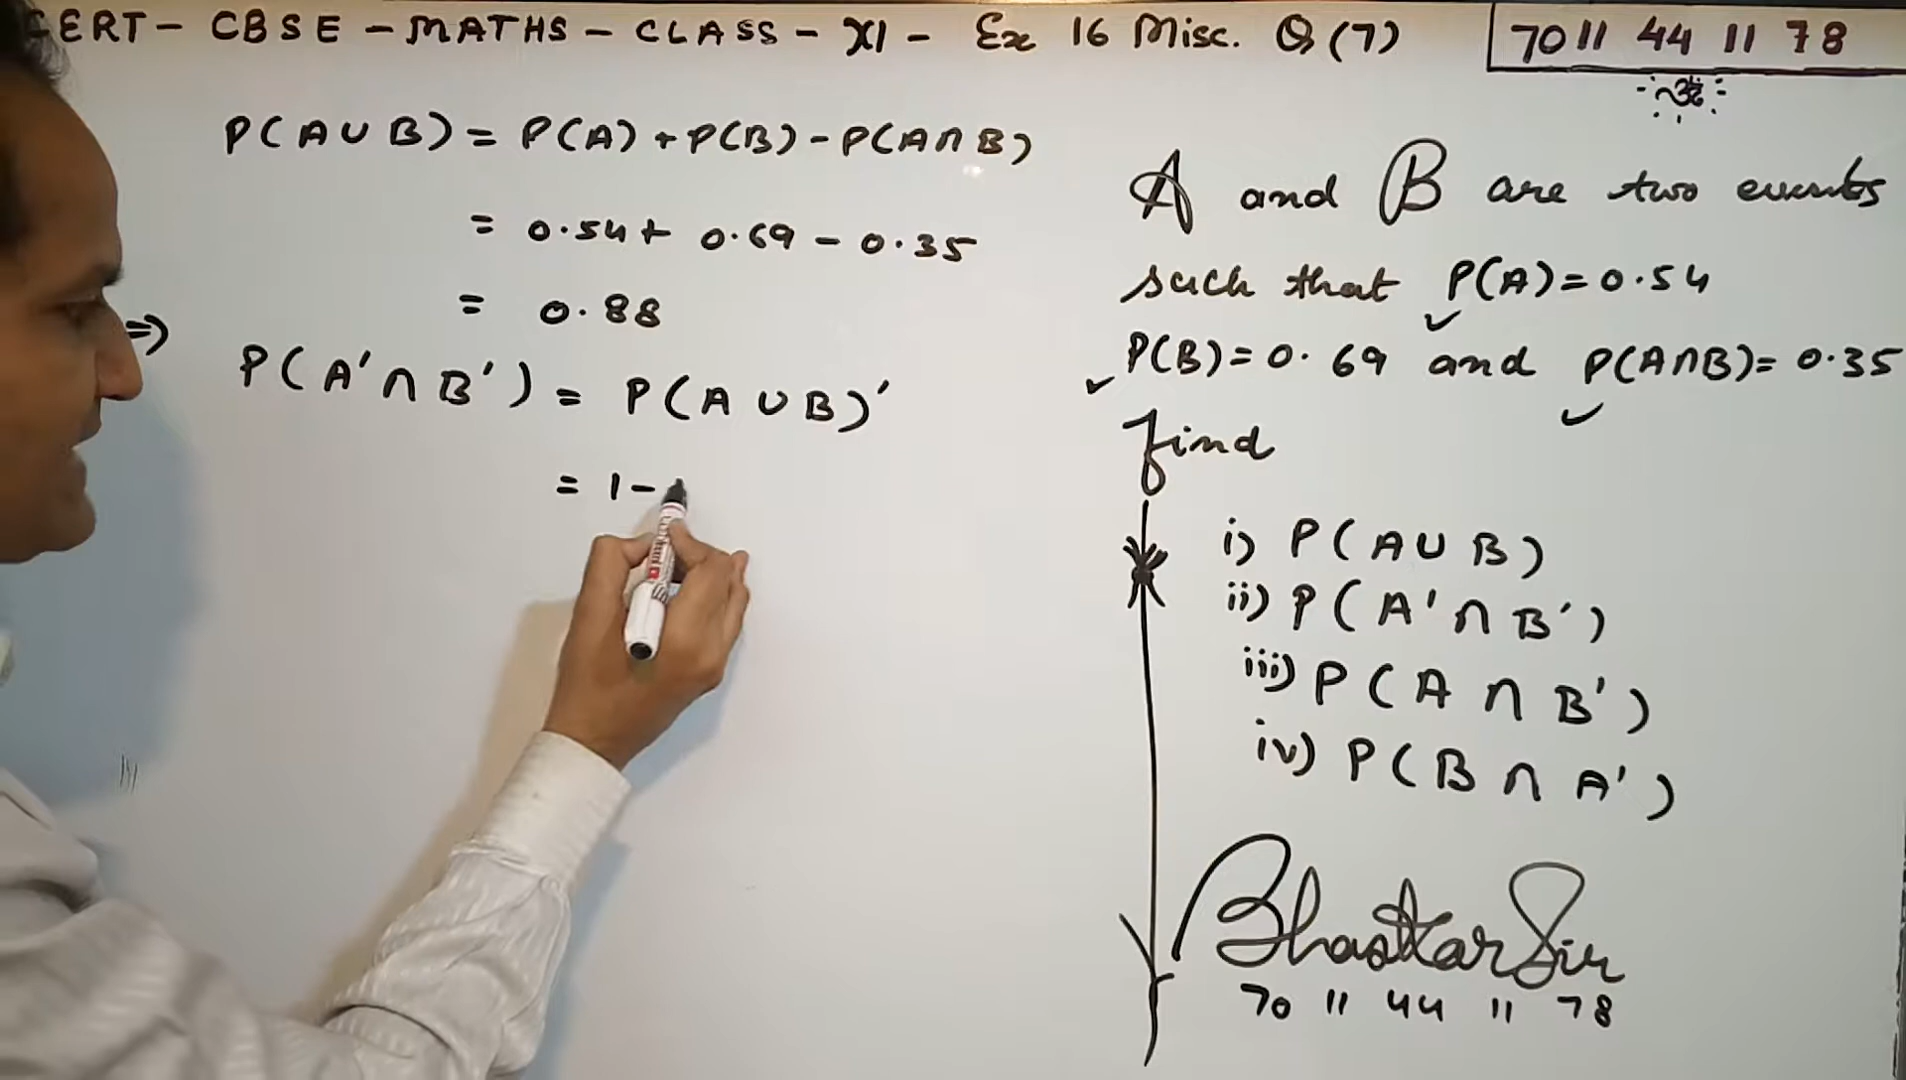 CERT - CBSE - MATHS - CLASS - XI - Ex 16 Misc. Q (7)
70 11 44 11 78
ॐ
P(A∪B) = P(A) + P(B) - P(A∩B)
= 0.54 + 0.69 - 0.35
= 0.88
⇒ P(A'∩B') = P(A∪B)'
= 1 -
A and B are two events
such that P(A) = 0.54
P(B) = 0.69 and P(A∩B) = 0.35
find
i) P(A∪B)
ii) P(A'∩B')
iii) P(A∩B')
iv) P(B∩A')
Bhaskar Sir
70 11 44 11 78